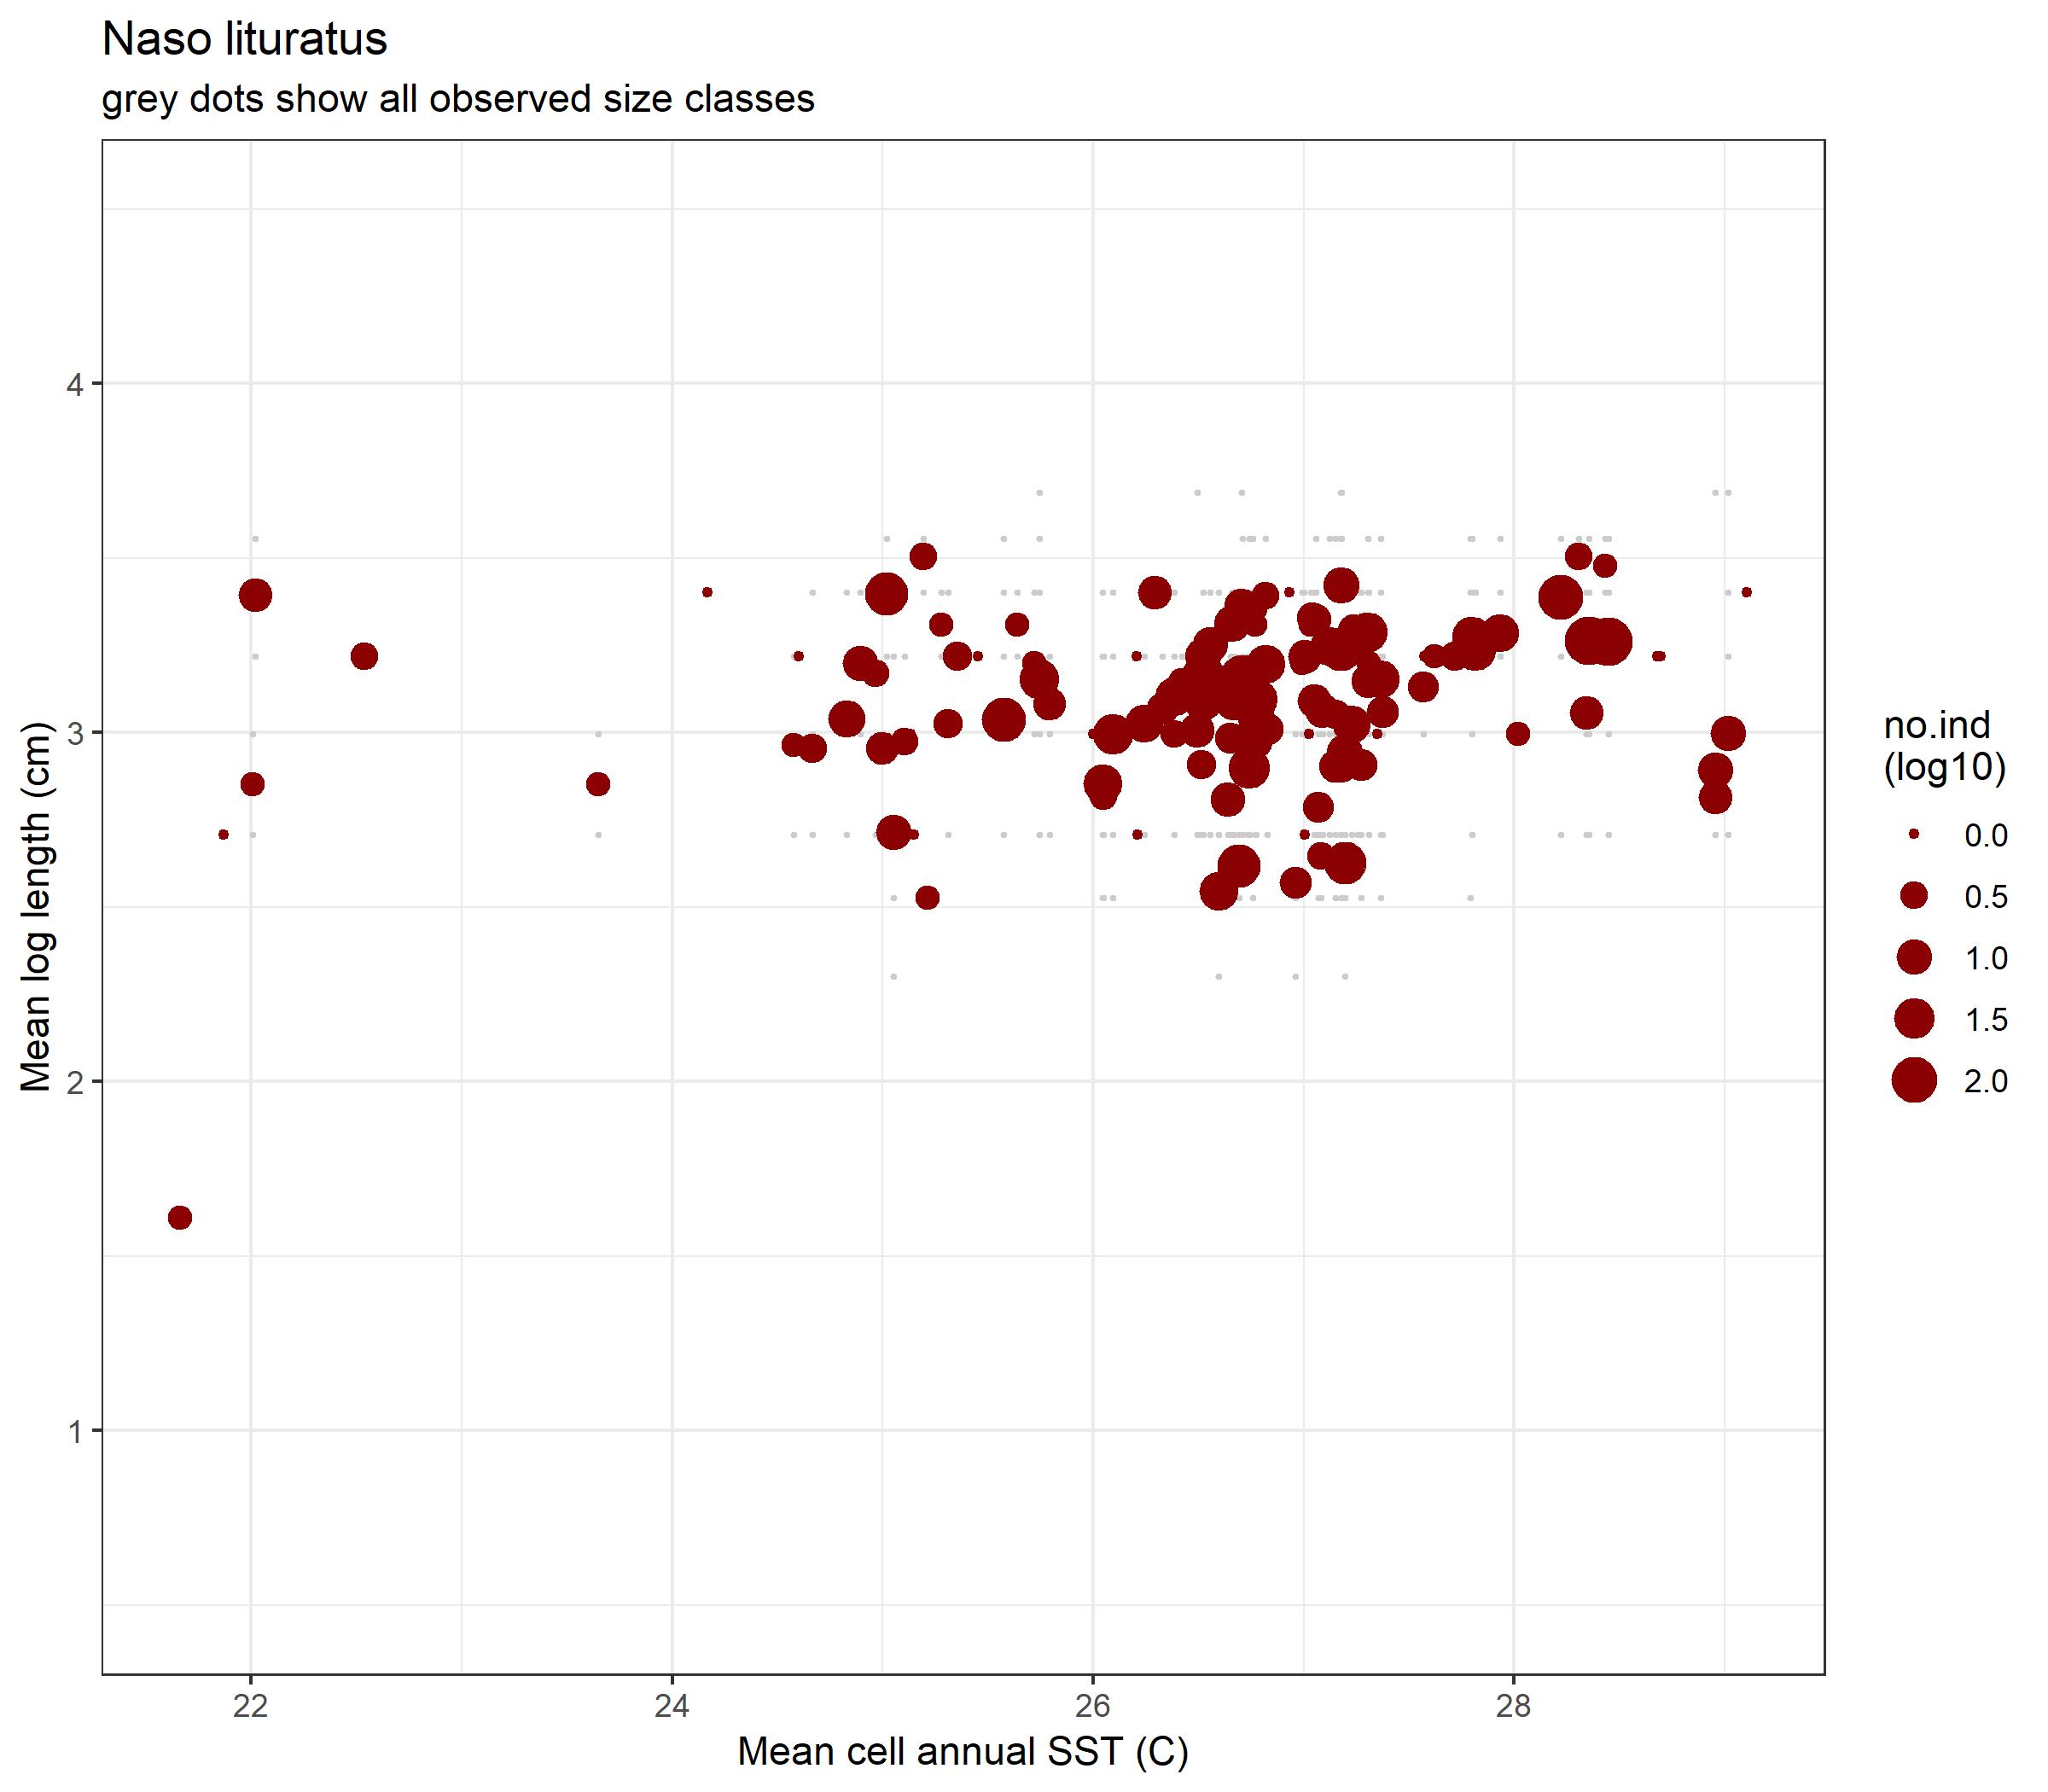 Naso lituratus
grey dots show all observed size classes
Mean log length (cm)
4
3
2
1
22
24
26
28
Mean cell annual SST (C)
no.ind
(log10)
0.0
0.5
1.0
1.5
2.0